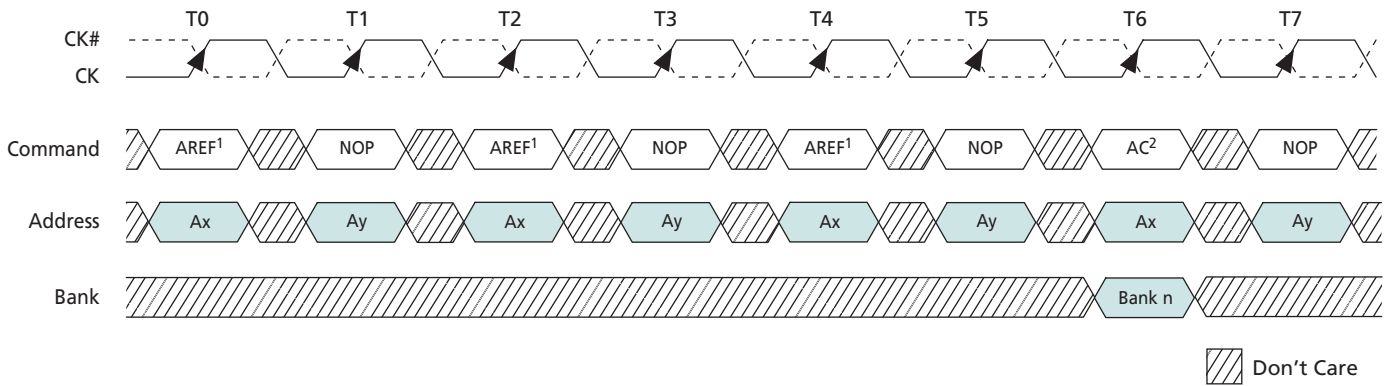 T0 T1 T2 T3 T4 T5 T6 T7
CK#
CK
Command AREF¹ NOP AREF¹ NOP AREF¹ NOP AC² NOP
Address Ax Ay Ax Ay Ax Ay Ax Ay
Bank Bank n
Don't Care